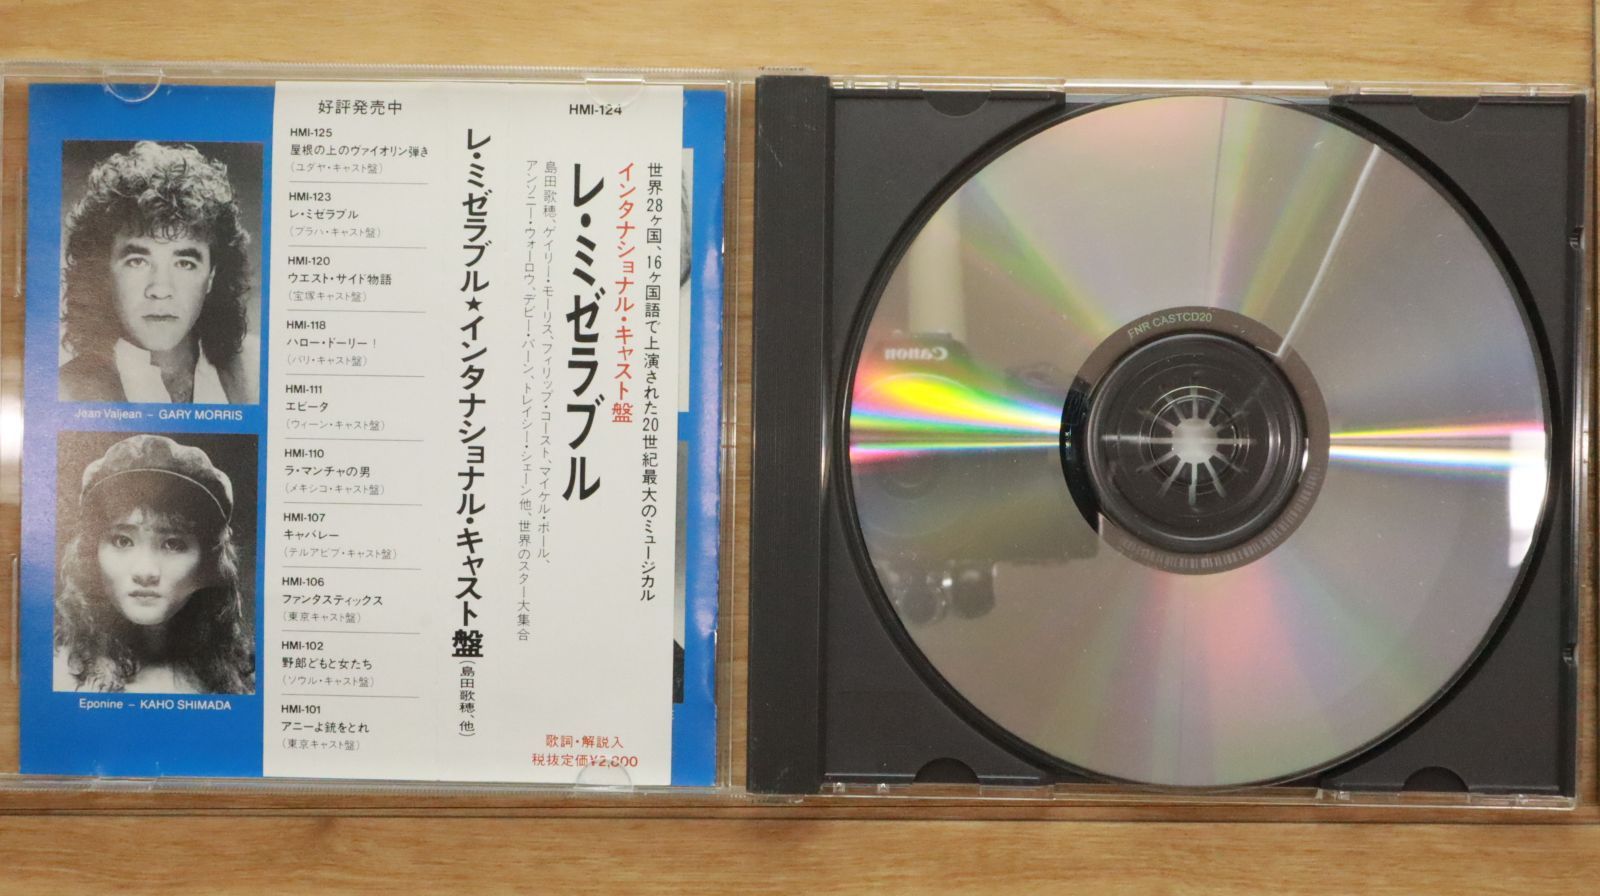 Jean Valjean – GARY MORRIS
Eponine – KAHO SHIMADA
好評発売中
HMI-125
屋根の上のヴァイオリン弾き
(ユダヤ・キャスト盤)
HMI-123
レ・ミゼラブル
(プラハ・キャスト盤)
HMI-120
ウエスト・サイド物語
(宝塚キャスト盤)
HMI-118
ハロー・ドーリー!
(パリ・キャスト盤)
HMI-111
エビータ
(ウィーン・キャスト盤)
HMI-110
ラ・マンチャの男
(メキシコ・キャスト盤)
HMI-107
キャバレー
(テルアビブ・キャスト盤)
HMI-106
ファンタスティックス
(東京キャスト盤)
HMI-102
野郎どもと女たち
(ソウル・キャスト盤)
HMI-101
アニーよ銃をとれ
(東京キャスト盤)
レ・ミゼラブル★インタナショナル・キャスト盤(島田歌穂、他)
HMI-124
世界28ヶ国、16ヶ国語で上演された20世紀最大のミュージカル
インタナショナル・キャスト盤
レ・ミゼラブル
島田歌穂、ゲイリー・モーリス、フィリップ・コースト、マイケル・ボール、
アンソニー・ウォーロウ、デビー・バーン、トレイシー・シェーン他、世界のスター大集合
歌詞・解説入
税抜定価¥2,800
FNR CASTCD20
Canon